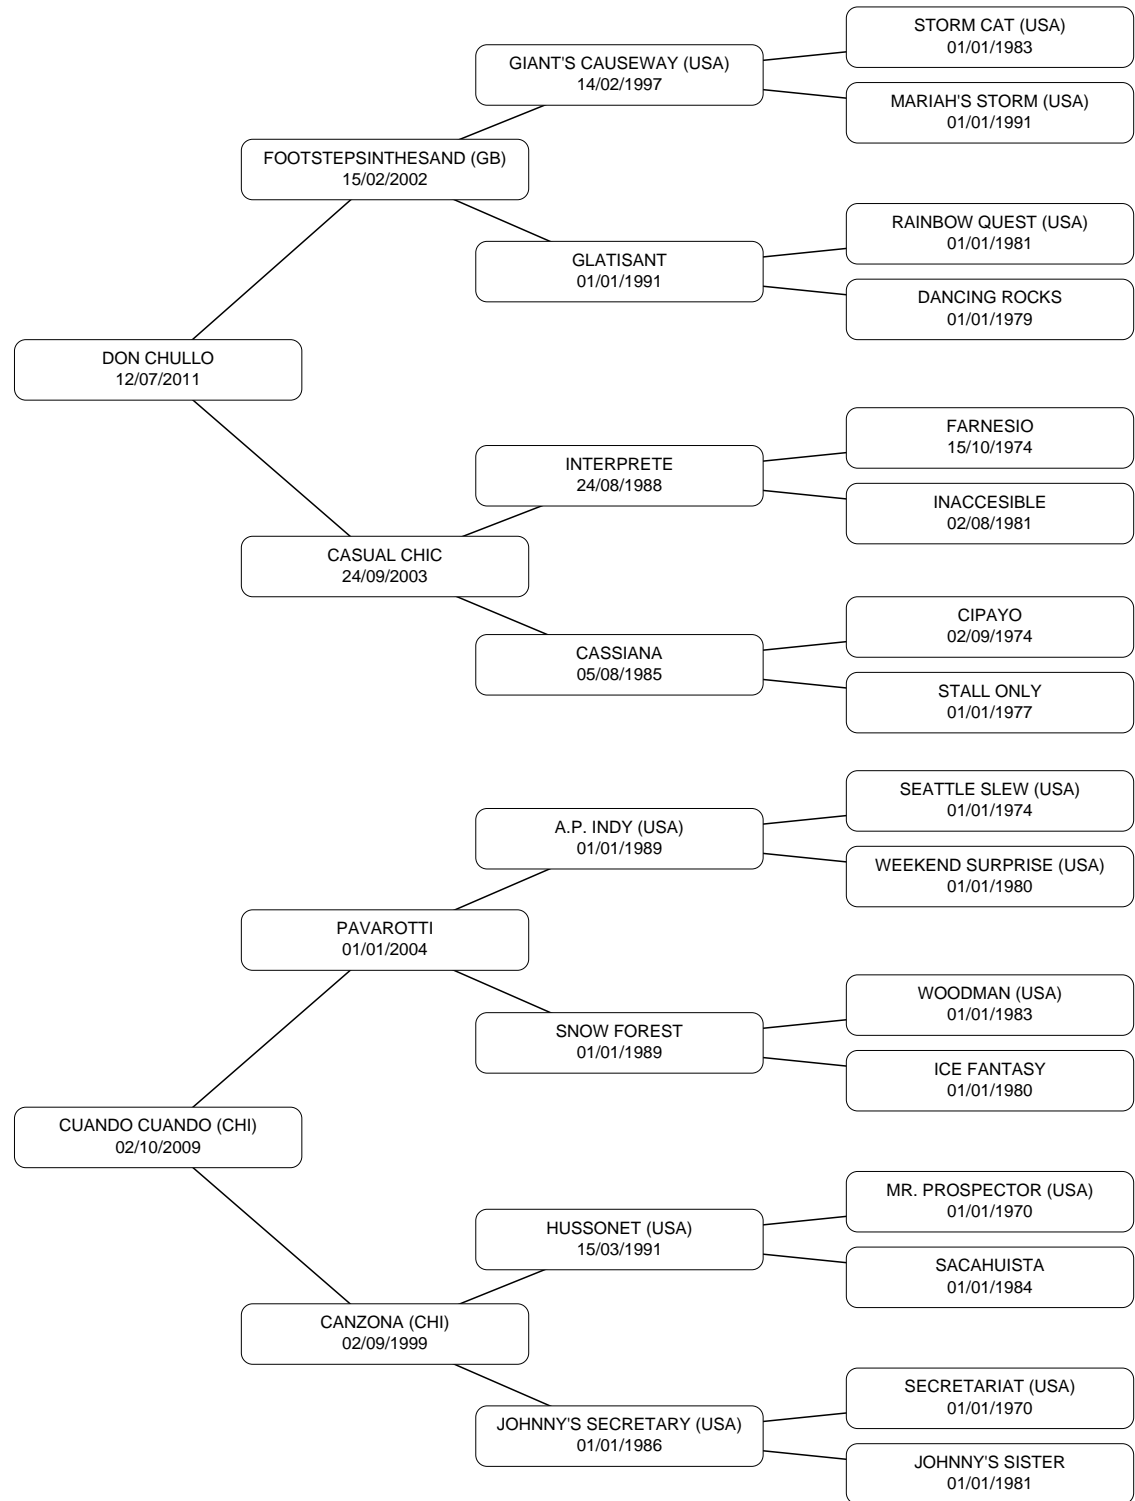 STORM CAT (USA)
01/01/1983
GIANT'S CAUSEWAY (USA)
14/02/1997
MARIAH'S STORM (USA)
01/01/1991
FOOTSTEPSINTHESAND (GB)
15/02/2002
RAINBOW QUEST (USA)
01/01/1981
GLATISANT
01/01/1991
DANCING ROCKS
01/01/1979
DON CHULLO
12/07/2011
FARNESIO
15/10/1974
INTERPRETE
24/08/1988
INACCESIBLE
02/08/1981
CASUAL CHIC
24/09/2003
CIPAYO
02/09/1974
CASSIANA
05/08/1985
STALL ONLY
01/01/1977
SEATTLE SLEW (USA)
01/01/1974
A.P. INDY (USA)
01/01/1989
WEEKEND SURPRISE (USA)
01/01/1980
PAVAROTTI
01/01/2004
WOODMAN (USA)
01/01/1983
SNOW FOREST
01/01/1989
ICE FANTASY
01/01/1980
CUANDO CUANDO (CHI)
02/10/2009
MR. PROSPECTOR (USA)
01/01/1970
HUSSONET (USA)
15/03/1991
SACAHUISTA
01/01/1984
CANZONA (CHI)
02/09/1999
SECRETARIAT (USA)
01/01/1970
JOHNNY'S SECRETARY (USA)
01/01/1986
JOHNNY'S SISTER
01/01/1981